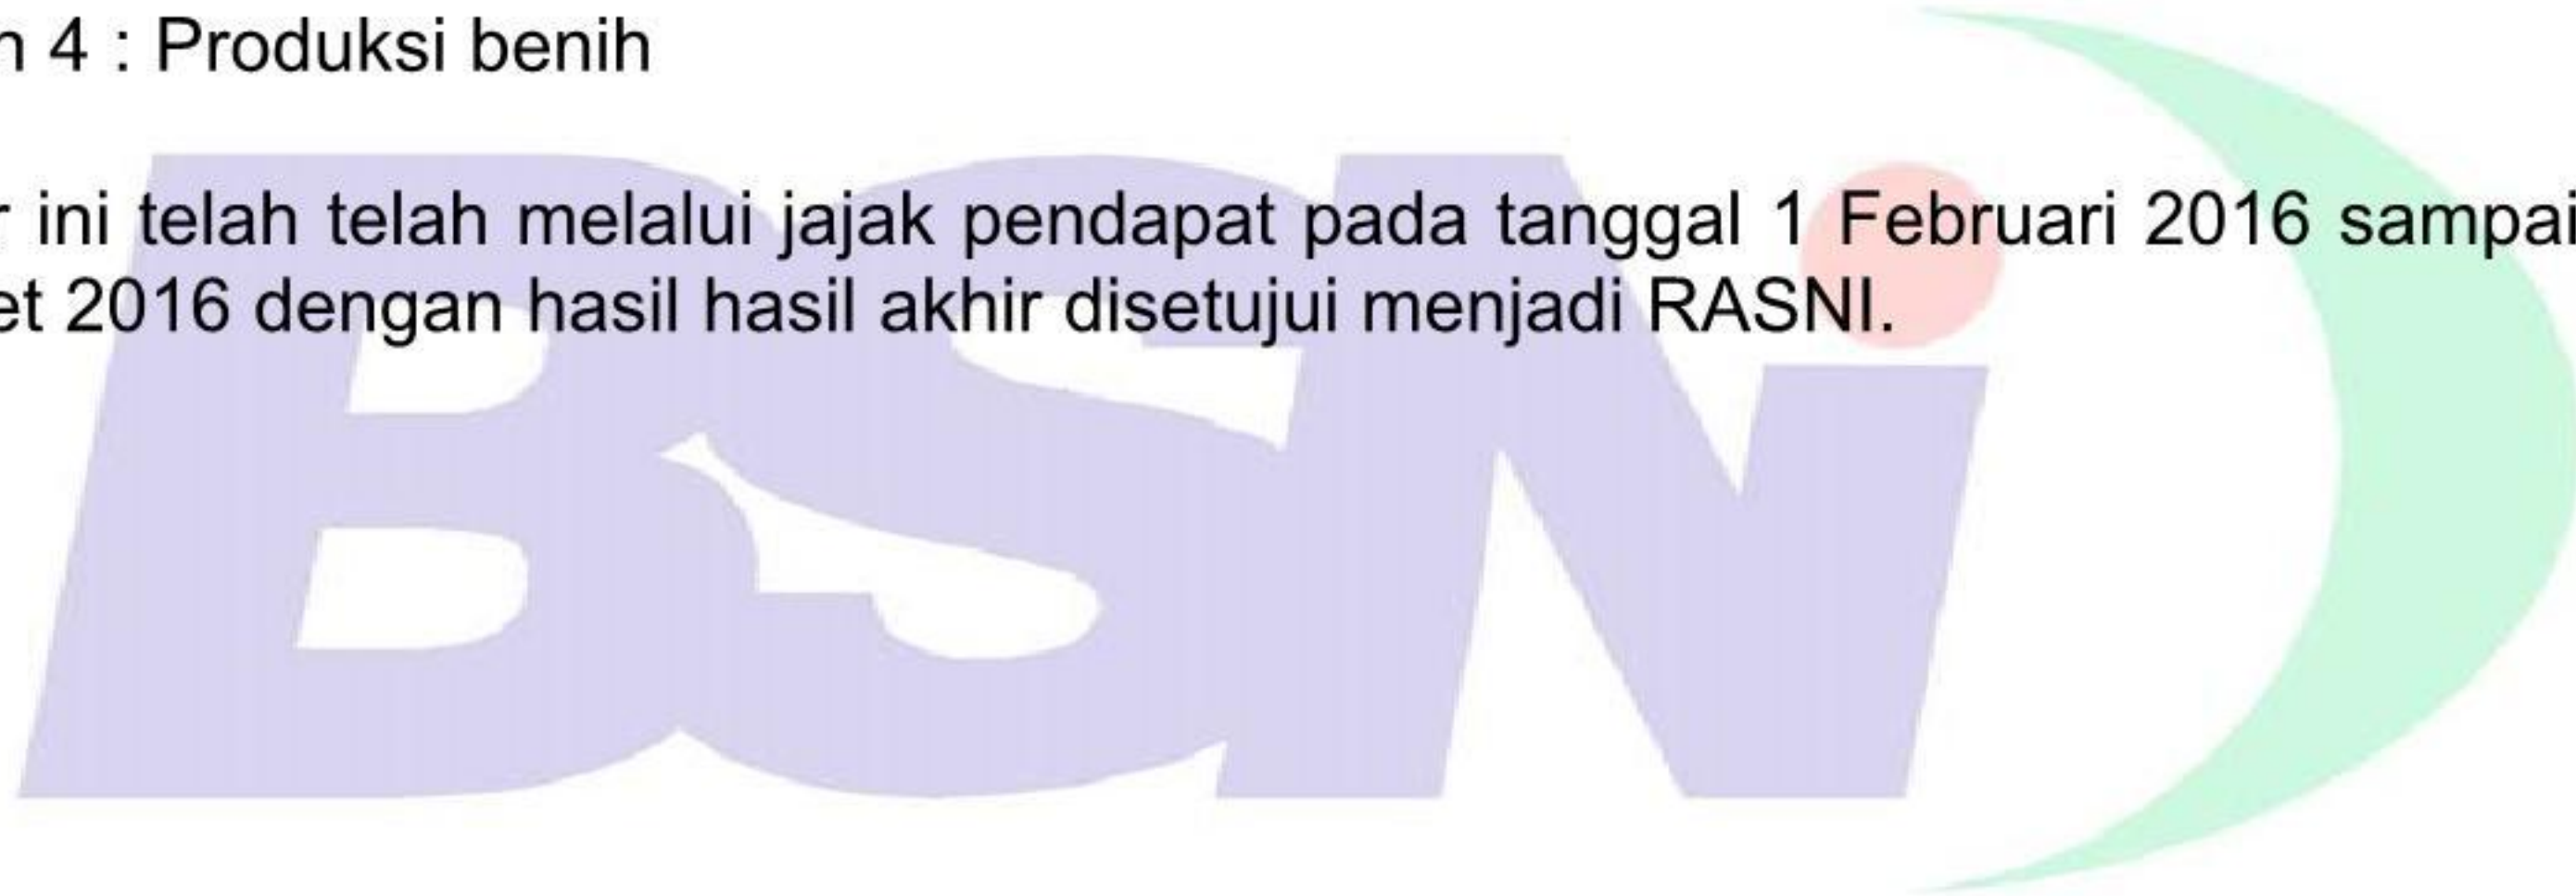 n 4 : Produksi benih
r ini telah telah melalui jajak pendapat pada tanggal 1 Februari 2016 sampai
et 2016 dengan hasil hasil akhir disetujui menjadi RASNI.
BSNi